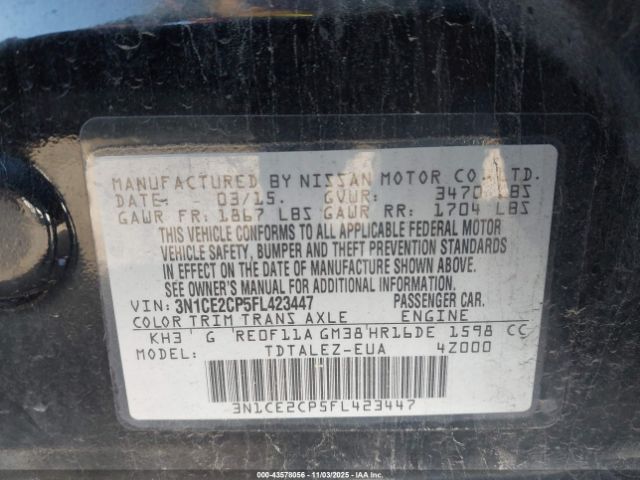 MANUFACTURED BY NISSAN MOTOR CO., LTD.
DATE: 03/15. GVWR: 3470 LBS
GAWR FR: 1867 LBS GAWR RR: 1704 LBS
THIS VEHICLE CONFORMS TO ALL APPLICABLE FEDERAL MOTOR
VEHICLE SAFETY, BUMPER AND THEFT PREVENTION STANDARDS
IN EFFECT ON THE DATE OF MANUFACTURE SHOWN ABOVE.
SEE OWNER'S MANUAL FOR ADDITIONAL INFORMATION.
VIN: 3N1CE2CP5FL423447 PASSENGER CAR.
COLOR TRIM TRANS AXLE ENGINE
KH3 G RE0F11A GM38 HR16DE 1598 CC
MODEL: TDTALEZ-EUA 4Z000
3N1CE2CP5FL423447
000-43578056 - 11/03/2025 - IAA Inc.